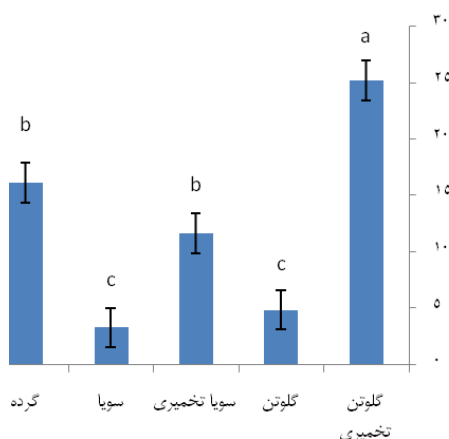 ۳۰
۲۵
۲۰
۱۵
۱۰
۵
۰
a
b
b
c
c
گلوتن
تخمیری
گلوتن
سویا تخمیری
سویا
گرده